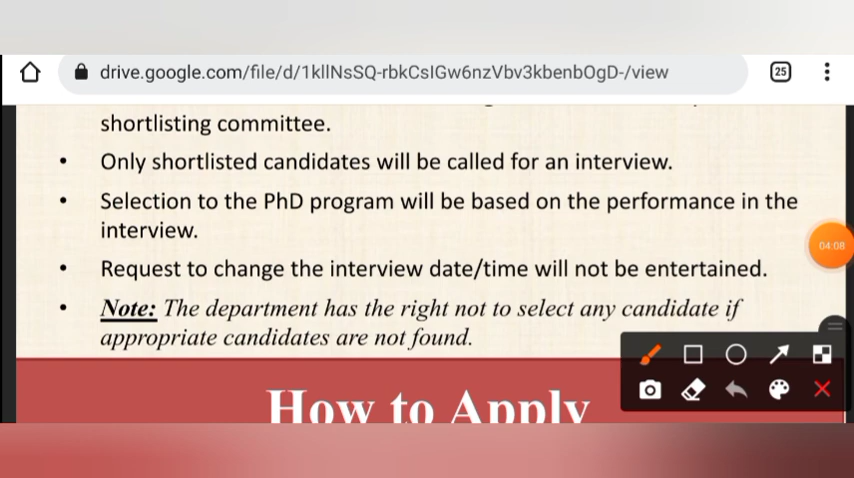 drive.google.com/file/d/1kllNsSQ-rbkCsIGw6nzVbv3kbenbOgD-/view
25
shortlisting committee.
• Only shortlisted candidates will be called for an interview.
• Selection to the PhD program will be based on the performance in the
interview.
• Request to change the interview date/time will not be entertained.
04:08
• Note: The department has the right not to select any candidate if
appropriate candidates are not found.
How to Apply